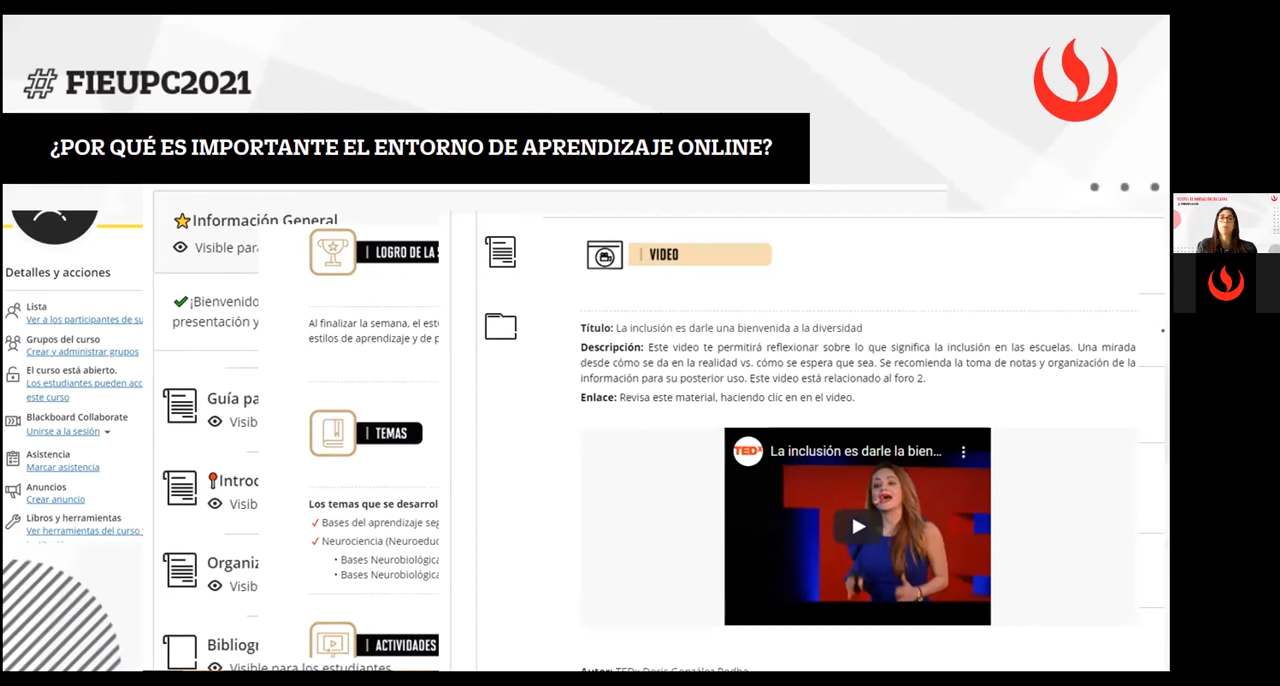 # FIEUPC2021
¿POR QUÉ ES IMPORTANTE EL ENTORNO DE APRENDIZAJE ONLINE?
Detalles y acciones
Lista
Ver a los participantes de su
Grupos del curso
Crear y administrar grupos
El curso está abierto.
Los estudiantes pueden acc
este curso
Blackboard Collaborate
Unirse a la sesión
Asistencia
Marcar asistencia
Anuncios
Crear anuncio
Libros y herramientas
Ver herramientas del curso
Información General
Visible para
¡Bienvenido
presentación y
Guía pa
Visib
Introd
Visib
Organiz
Visib
Bibliogr
Visible para los estudiantes
LOGRO DE LA S
Al finalizar la semana, el estu
estilos de aprendizaje y de p
TEMAS
Los temas que se desarrol
Bases del aprendizaje seg
Neurociencia (Neuroeduc
• Bases Neurobiológica
• Bases Neurobiológica
ACTIVIDADES
VIDEO
Título: La inclusión es darle una bienvenida a la diversidad
Descripción: Este video te permitirá reflexionar sobre lo que significa la inclusión en las escuelas. Una mirada
desde cómo se da en la realidad vs. cómo se espera que sea. Se recomienda la toma de notas y organización de la
información para su posterior uso. Este video está relacionado al foro 2.
Enlace: Revisa este material, haciendo clic en en el video.
TEDx
La inclusión es darle la bien...
Autor: TEDx Doris González Pedhe